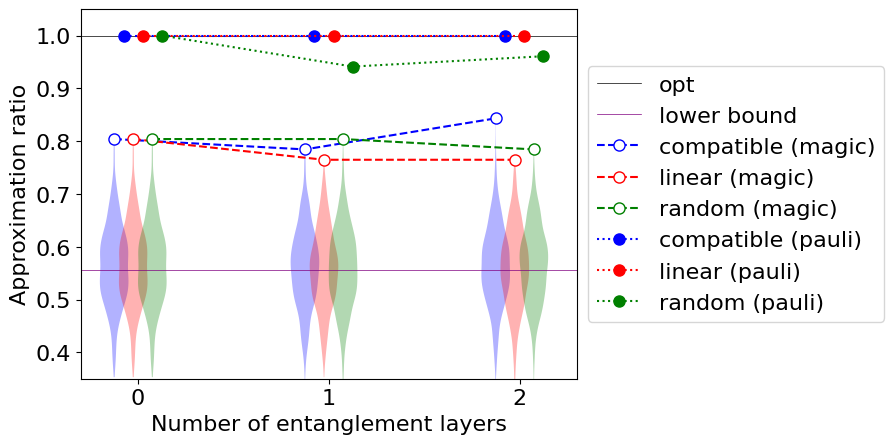 1.0
0.9
0.8
0.7
0.6
0.5
0.4
Approximation ratio
0 1 2
Number of entanglement layers
opt
lower bound
compatible (magic)
linear (magic)
random (magic)
compatible (pauli)
linear (pauli)
random (pauli)